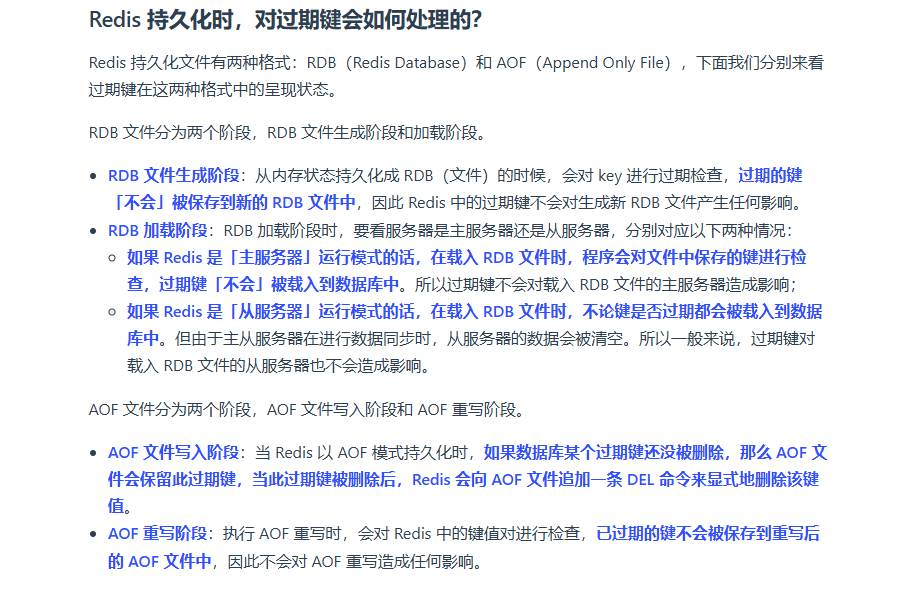 Redis 持久化时，对过期键会如何处理的？
Redis 持久化文件有两种格式：RDB（Redis Database）和 AOF（Append Only File），下面我们分别来看
过期键在这两种格式中的呈现状态。
RDB 文件分为两个阶段，RDB 文件生成阶段和加载阶段。
• RDB 文件生成阶段：从内存状态持久化成 RDB（文件）的时候，会对 key 进行过期检查，过期的键
「不会」被保存到新的 RDB 文件中，因此 Redis 中的过期键不会对生成新 RDB 文件产生任何影响。
• RDB 加载阶段：RDB 加载阶段时，要看服务器是主服务器还是从服务器，分别对应以下两种情况：
◦ 如果 Redis 是「主服务器」运行模式的话，在载入 RDB 文件时，程序会对文件中保存的键进行检
查，过期键「不会」被载入到数据库中。所以过期键不会对载入 RDB 文件的主服务器造成影响；
◦ 如果 Redis 是「从服务器」运行模式的话，在载入 RDB 文件时，不论键是否过期都会被载入到数据
库中。但由于主从服务器在进行数据同步时，从服务器的数据会被清空。所以一般来说，过期键对
载入 RDB 文件的从服务器也不会造成影响。
AOF 文件分为两个阶段，AOF 文件写入阶段和 AOF 重写阶段。
• AOF 文件写入阶段：当 Redis 以 AOF 模式持久化时，如果数据库某个过期键还没被删除，那么 AOF 文
件会保留此过期键，当此过期键被删除后，Redis 会向 AOF 文件追加一条 DEL 命令来显式地删除该键
值。
• AOF 重写阶段：执行 AOF 重写时，会对 Redis 中的键值对进行检查，已过期的键不会被保存到重写后
的 AOF 文件中，因此不会对 AOF 重写造成任何影响。